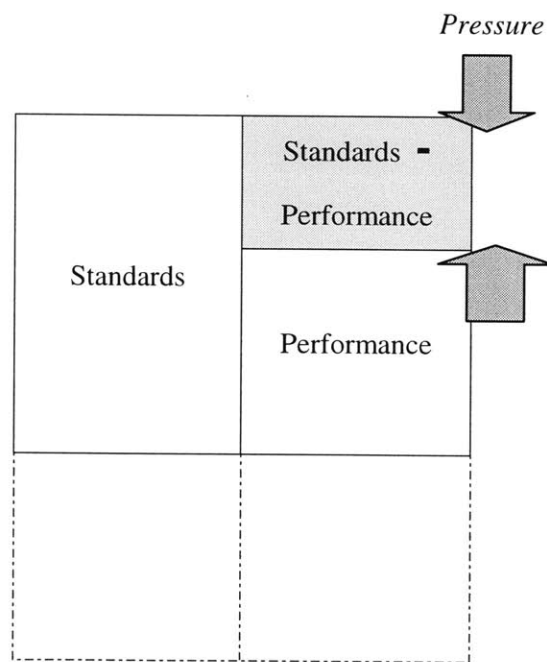 Pressure
Standards -
Performance
Standards
Performance